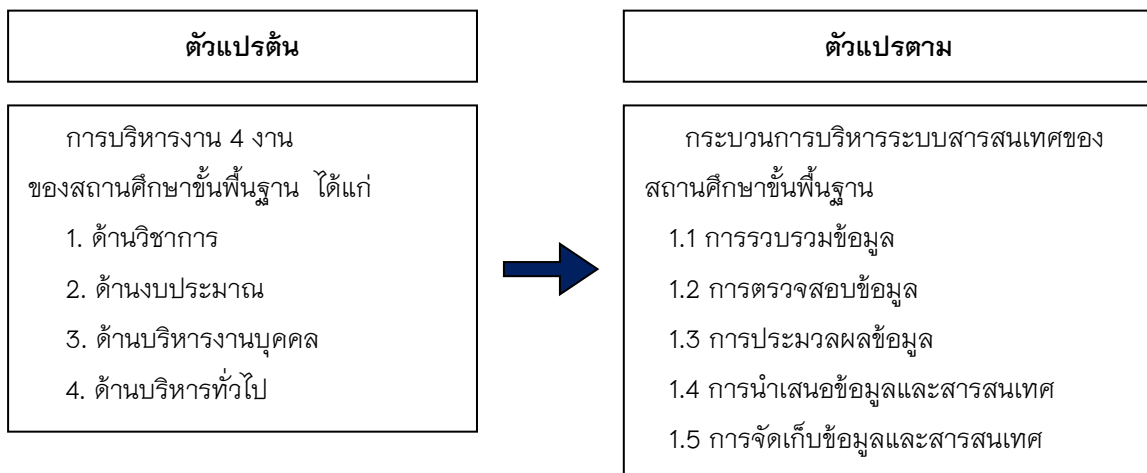 ตัวแปรต้น
การบริหารงาน 4 งาน
ของสถานศึกษาขั้นพื้นฐาน ได้แก่
1. ด้านวิชาการ
2. ด้านงบประมาณ
3. ด้านบริหารงานบุคคล
4. ด้านบริหารทั่วไป
ตัวแปรตาม
กระบวนการบริหารระบบสารสนเทศของ
สถานศึกษาขั้นพื้นฐาน
1.1 การรวบรวมข้อมูล
1.2 การตรวจสอบข้อมูล
1.3 การประมวลผลข้อมูล
1.4 การนำเสนอข้อมูลและสารสนเทศ
1.5 การจัดเก็บข้อมูลและสารสนเทศ